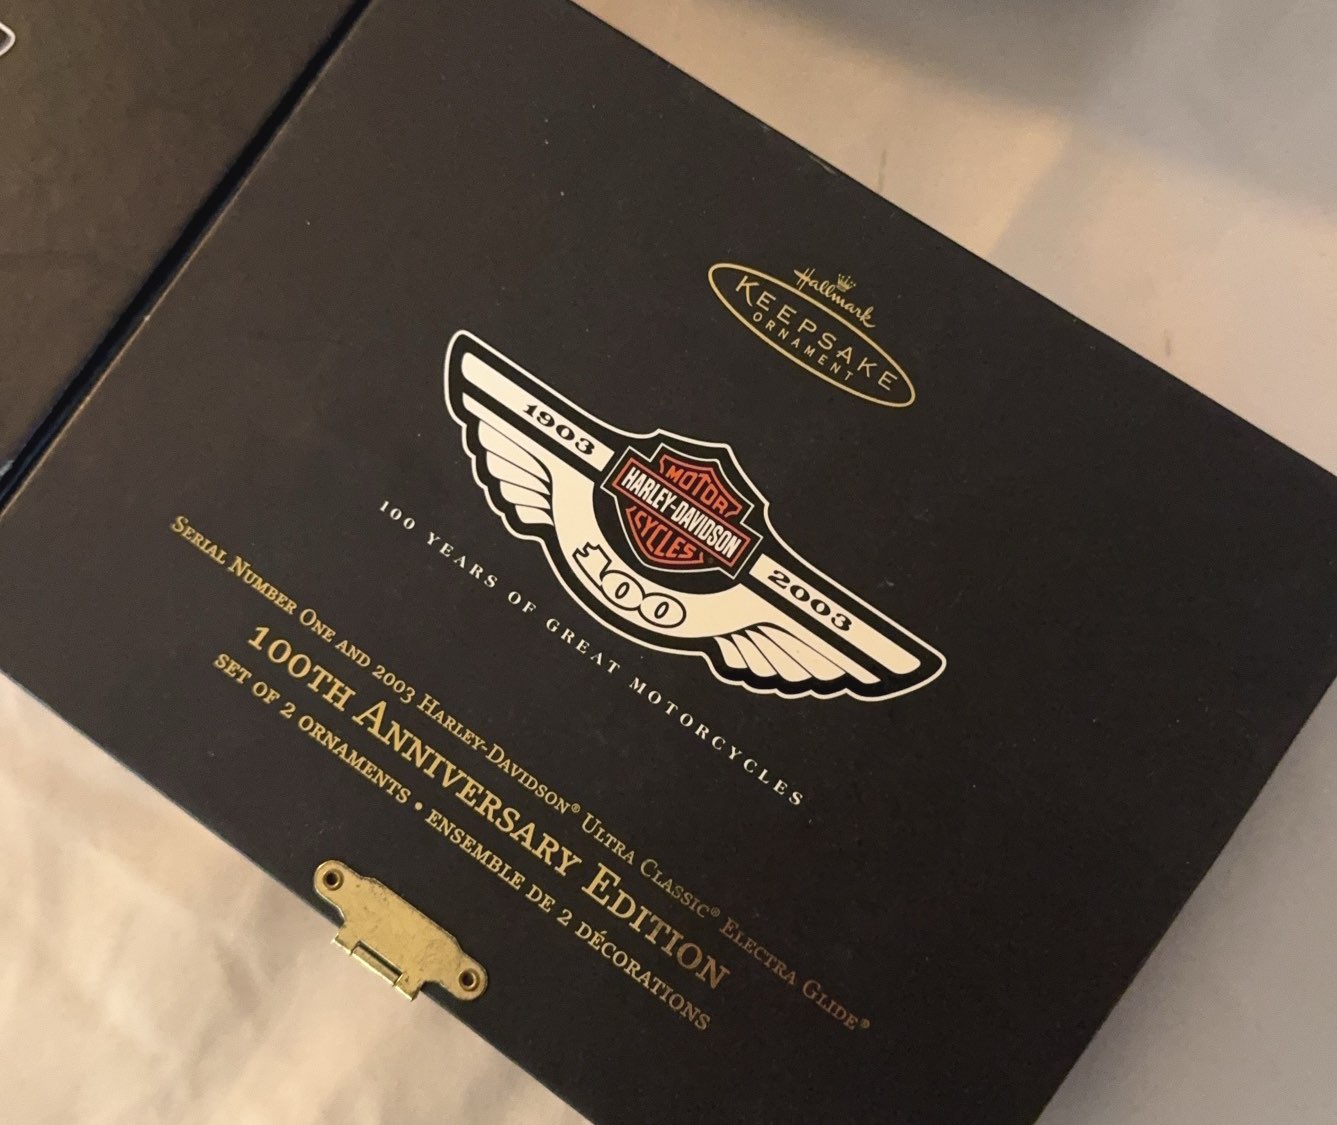 Hallmark
KEEPSAKE
ORNAMENT
1903
MOTOR
HARLEY-DAVIDSON
CYCLES
2003
100
100 YEARS OF GREAT MOTORCYCLES
SERIAL NUMBER ONE AND 2003 HARLEY-DAVIDSON® ULTRA CLASSIC® ELECTRA GLIDE®
100TH ANNIVERSARY EDITION
SET OF 2 ORNAMENTS • ENSEMBLE DE 2 DÉCORATIONS